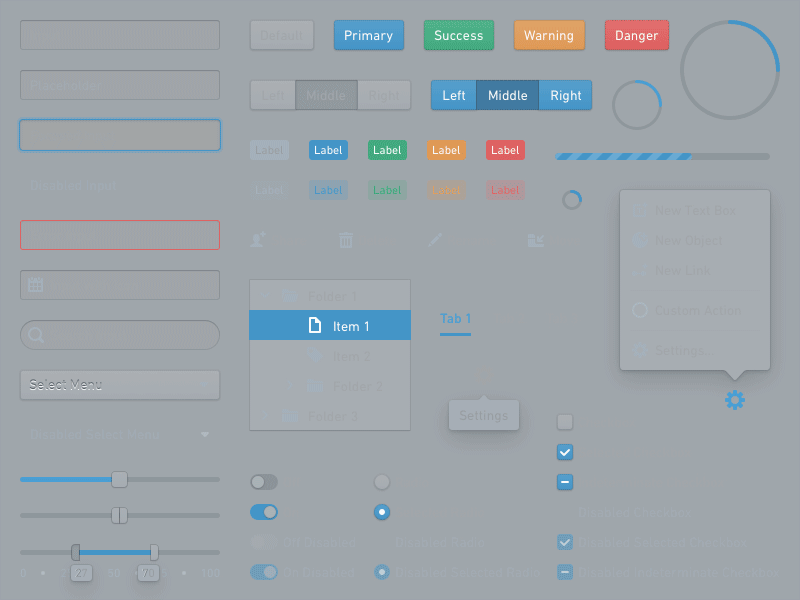 Default
Primary
Success
Warning
Danger
Placeholder
Left
Middle
Right
Left
Middle
Right
Label
Label
Label
Label
Label
Disabled Input
Label
Label
Label
Label
Label
New Text Box
New Object
New Link
Custom Action
Settings...
Folder 1
Item 1
Item 2
Folder 2
Folder 3
Tab 1
Settings
Select Menu
Disabled Select Menu
Off Disabled
Disabled Radio
Disabled Checkbox
Disabled Selected Checkbox
On Disabled
Disabled Selected Radio
Disabled Indeterminate Checkbox
0
27
50
70
100